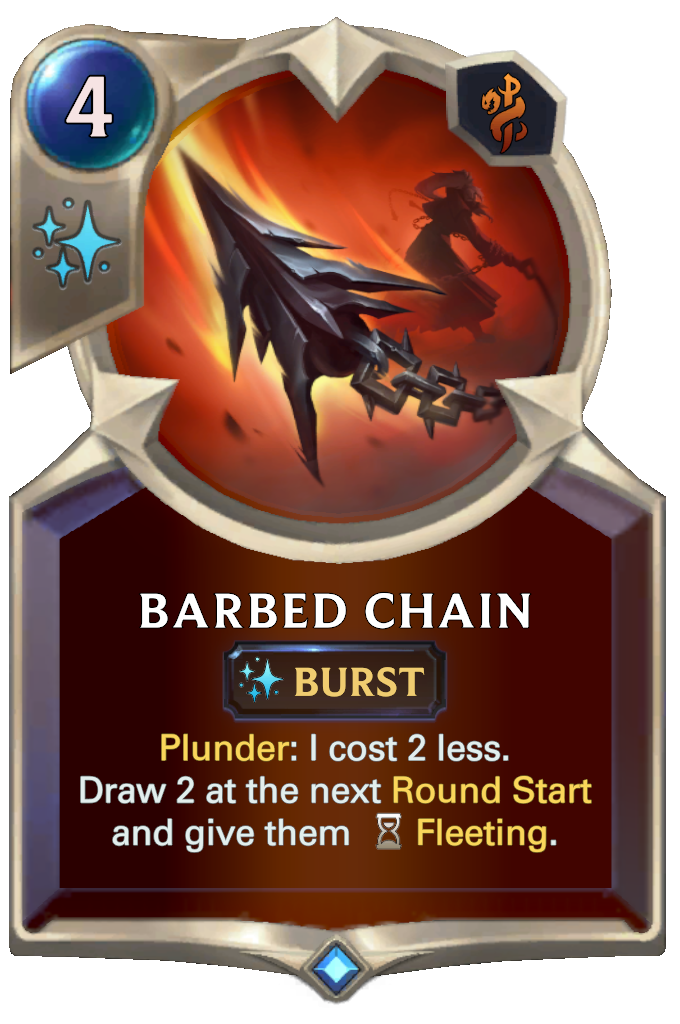 4
BARBED CHAIN
BURST
Plunder: I cost 2 less.
Draw 2 at the next Round Start
and give them Fleeting.